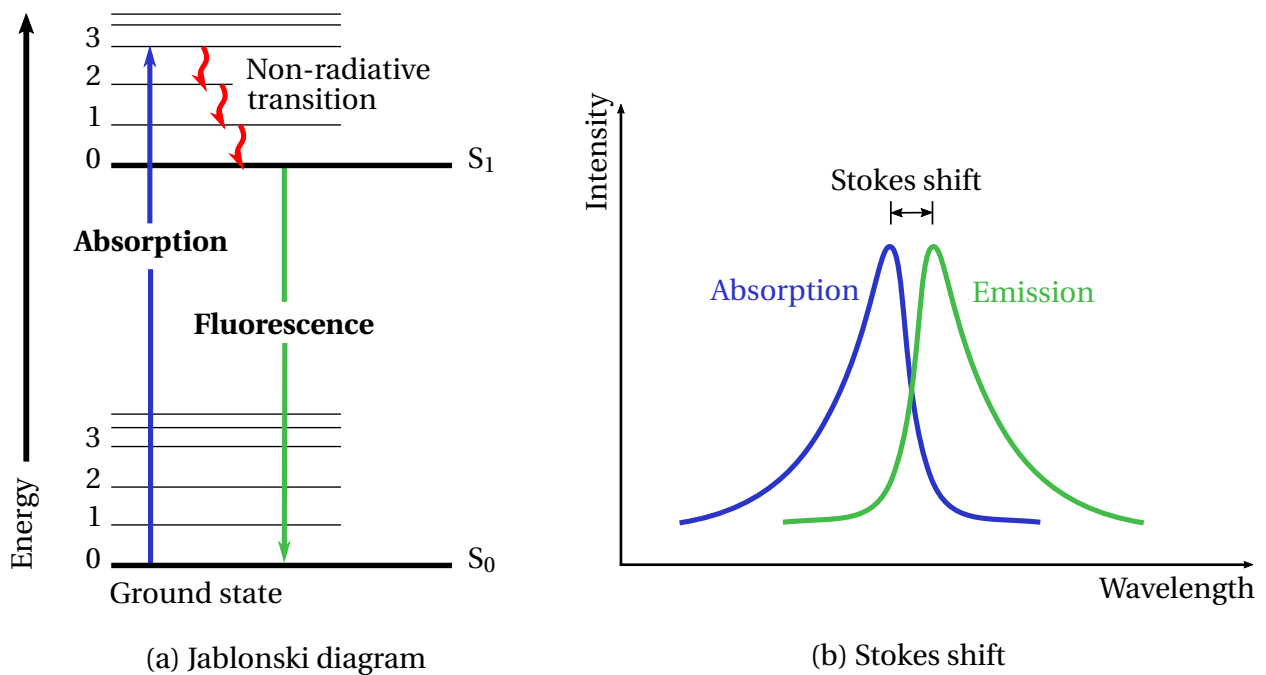 3
2
1
0
Non-radiative
transition
S1
Absorption
Fluorescence
3
2
1
0
S0
Ground state
Energy
(a) Jablonski diagram
Intensity
Stokes shift
Absorption
Emission
Wavelength
(b) Stokes shift